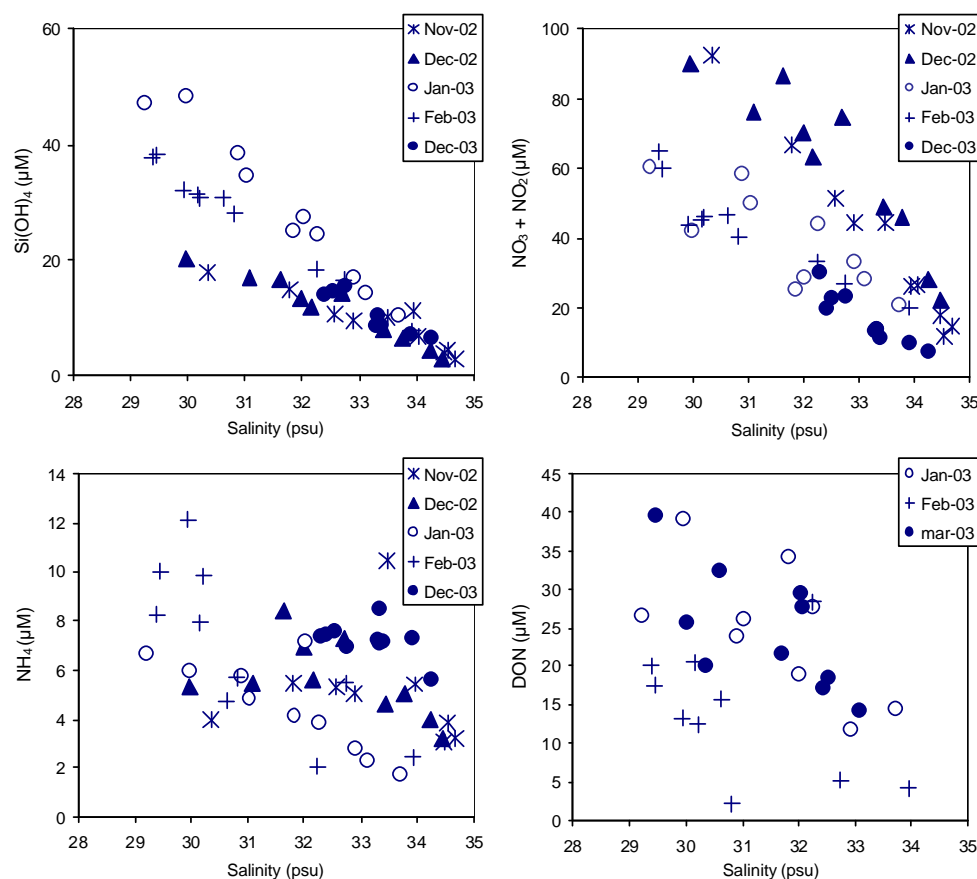 60
40
20
0
28 29 30 31 32 33 34 35
Si(OH)₄ (µM)
Salinity (psu)
Nov-02
Dec-02
Jan-03
Feb-03
Dec-03
100
80
60
40
20
0
28 29 30 31 32 33 34 35
NO₃ + NO₂ (µM)
Salinity (psu)
Nov-02
Dec-02
Jan-03
Feb-03
Dec-03
14
12
10
8
6
4
2
0
28 29 30 31 32 33 34 35
NH₄ (µM)
Salinity (psu)
Nov-02
Dec-02
Jan-03
Feb-03
Dec-03
45
40
35
30
25
20
15
10
5
0
28 29 30 31 32 33 34 35
DON (µM)
Salinity (psu)
Jan-03
Feb-03
mar-03